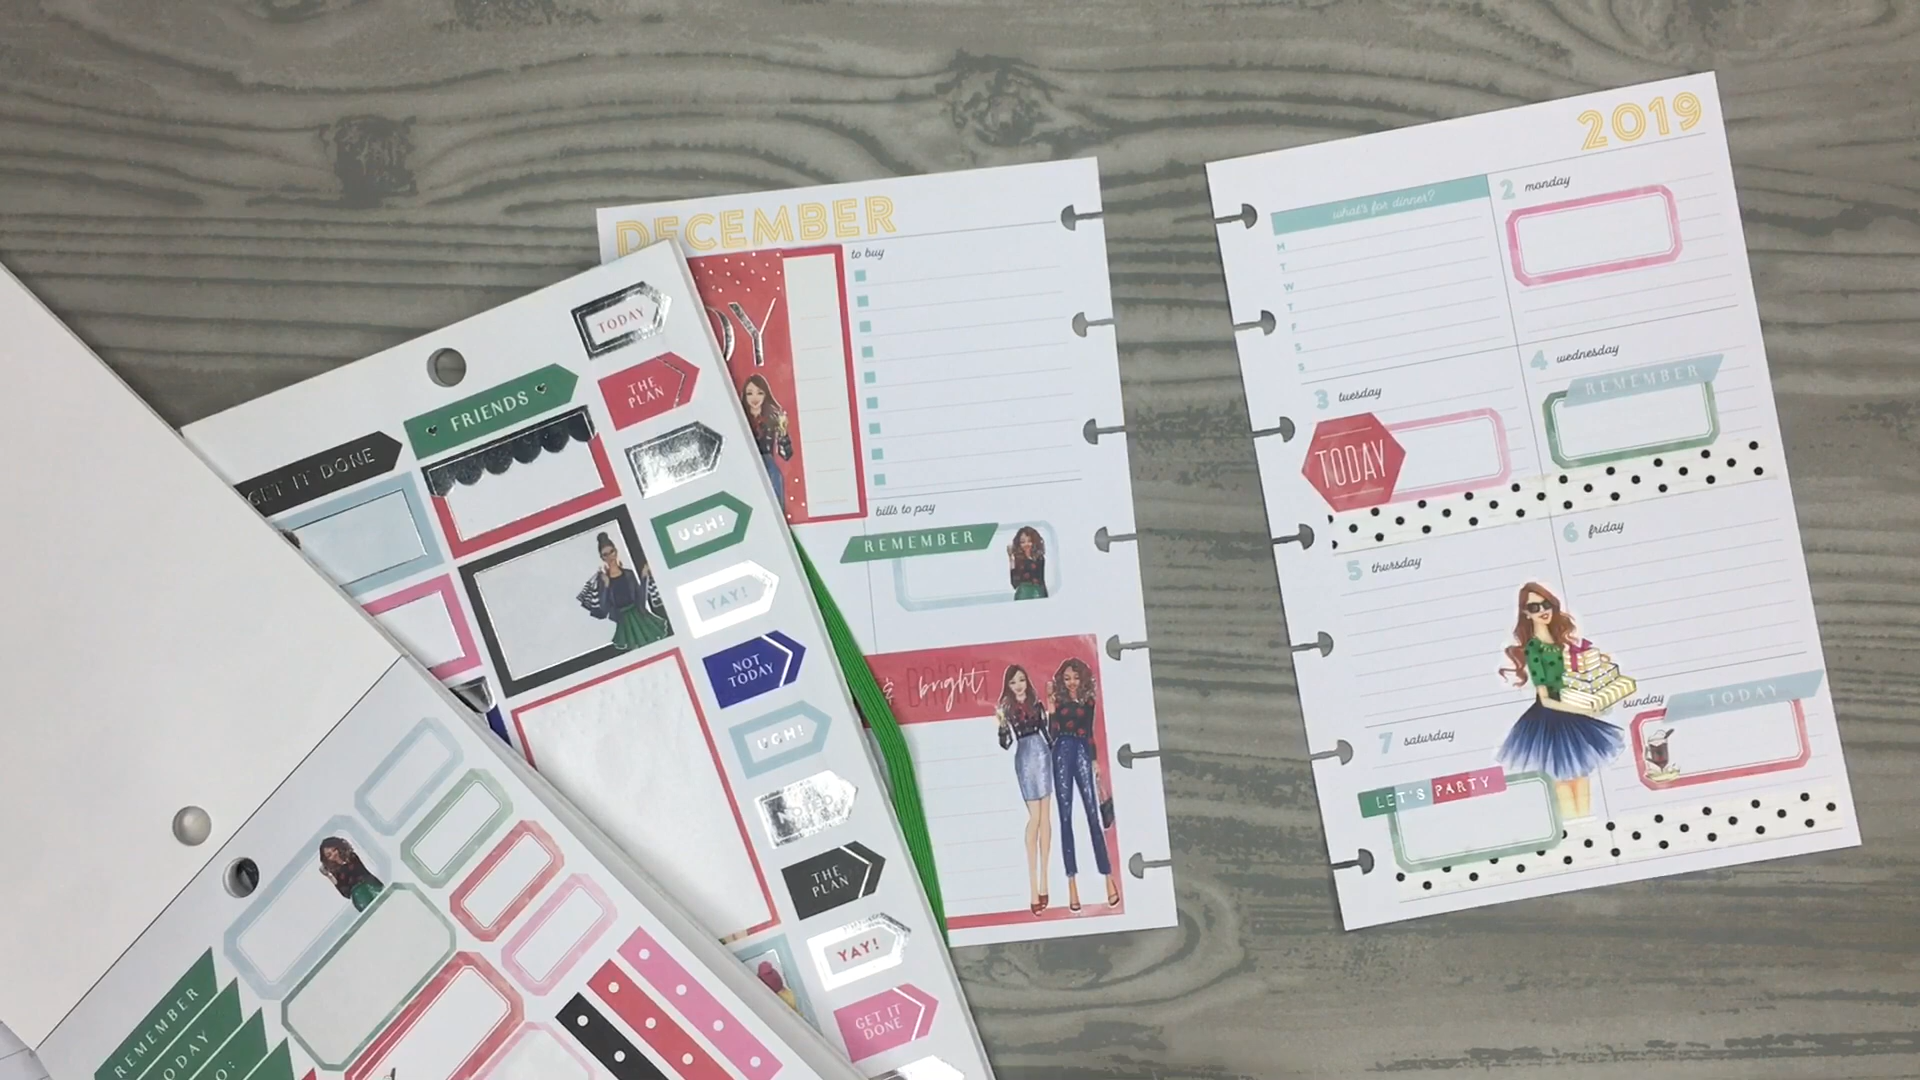 DECEMBER
to buy
bills to pay
REMEMBER
& bright
2019
what's for dinner?
M
T
W
T
F
S
S
2 monday
3 tuesday
TODAY
4 wednesday
REMEMBER
5 thursday
6 friday
7 saturday
LET'S PARTY
sunday
TODAY
GET IT DONE
FRIENDS
TODAY
THE
PLAN
UGH!
YAY!
NOT
TODAY
UGH!
THE
PLAN
YAY!
GET IT
DONE
REMEMBER